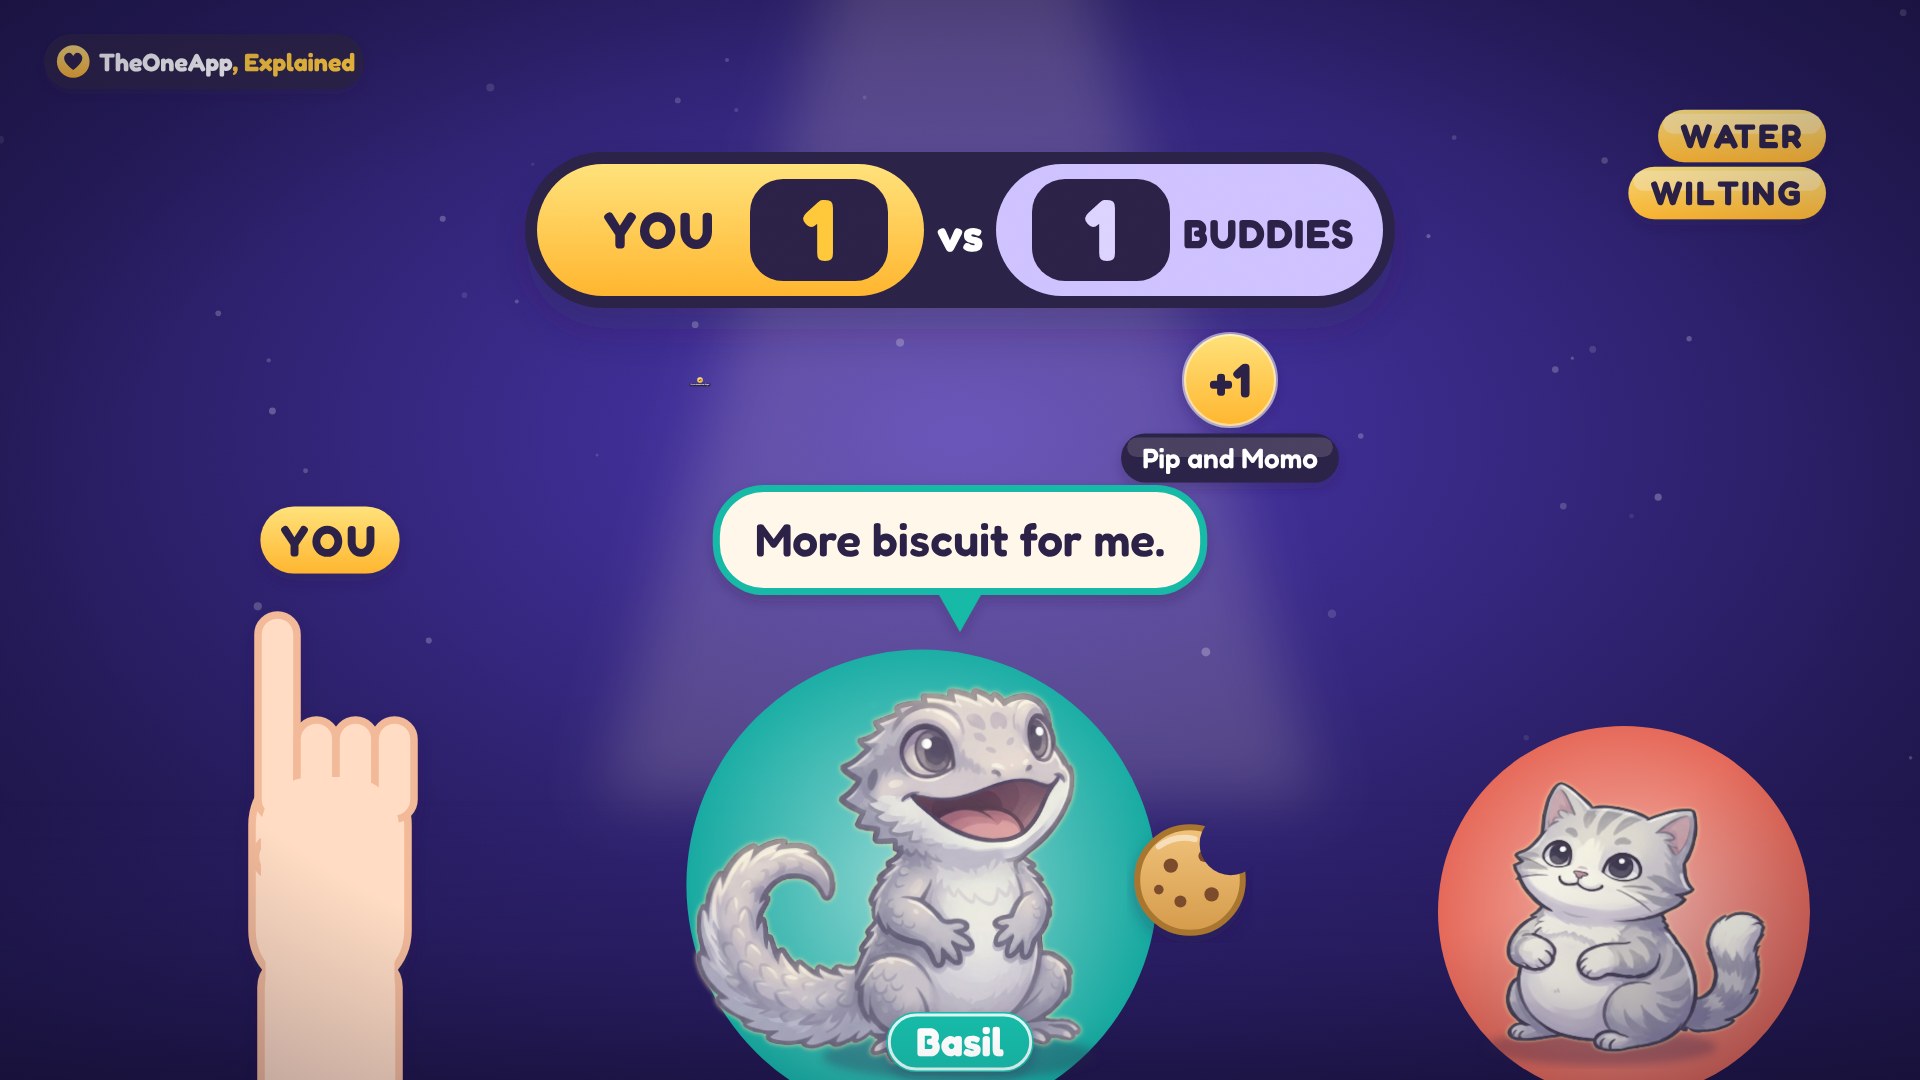 TheOneApp, Explained
WATER
WILTING
YOU 1 vs 1 BUDDIES
+1
Pip and Momo
YOU
More biscuit for me.
Basil